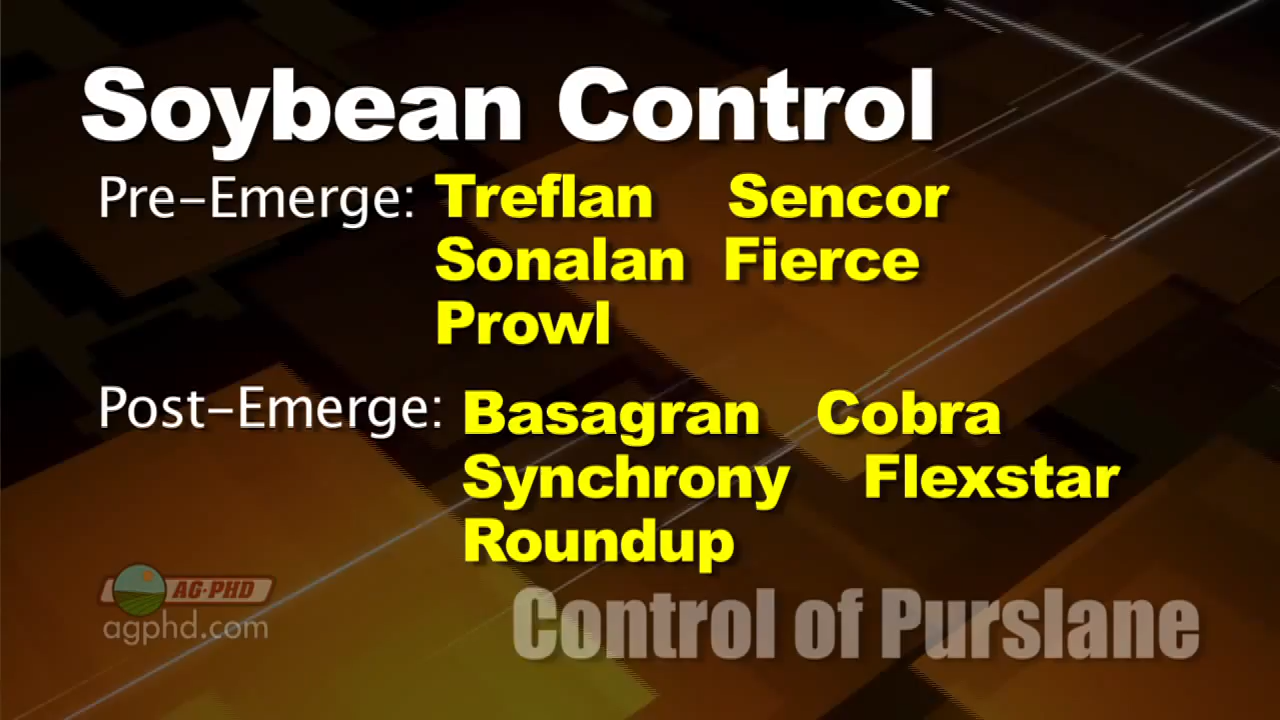 Soybean Control
Pre-Emerge: Treflan Sencor
Sonalan Fierce
Prowl
Post-Emerge: Basagran Cobra
Synchrony Flexstar
Roundup
AG·PHD
agphd.com
Control of Purslane